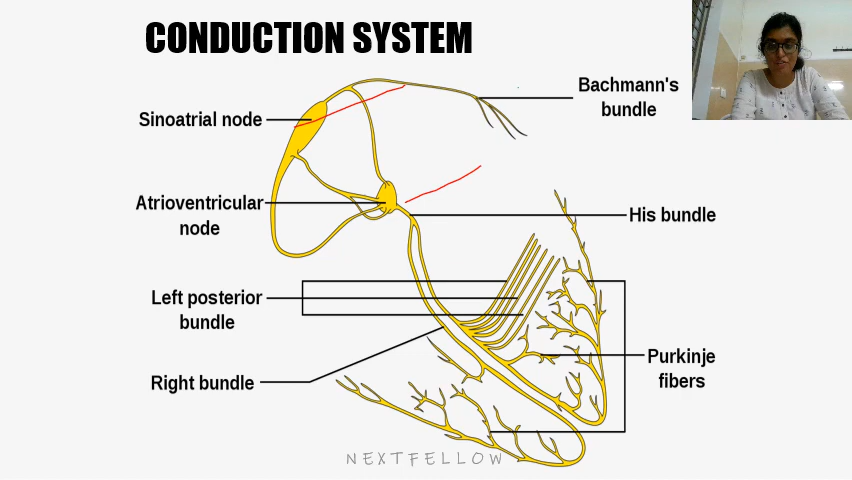 CONDUCTION SYSTEM
Bachmann's
bundle
Sinoatrial node
Atrioventricular
node
His bundle
Left posterior
bundle
Purkinje
fibers
Right bundle
NEXTFELLOW